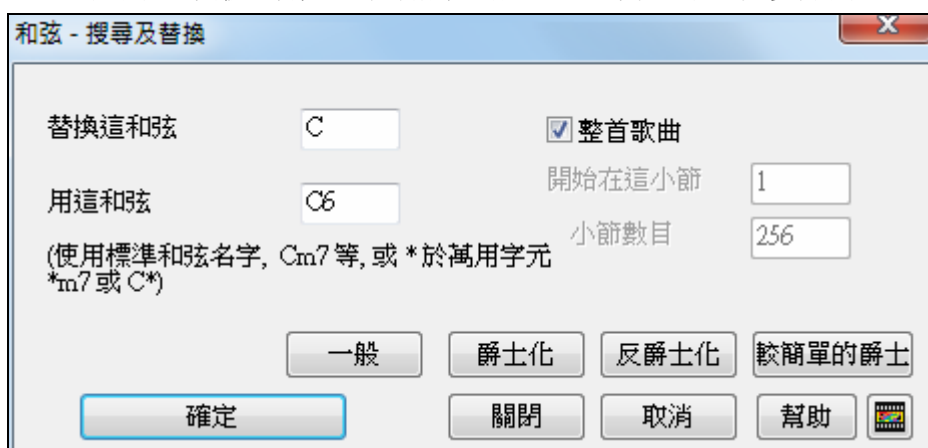 和弦 - 搜尋及替換
替換這和弦 C
整首歌曲
開始在這小節 1
用這和弦 C6
小節數目 256
(使用標準和弦名字, Cm7 等, 或 * 於萬用字元
*m7 或 C*)
一般 爵士化 反爵士化 較簡單的爵士
確定 關閉 取消 幫助